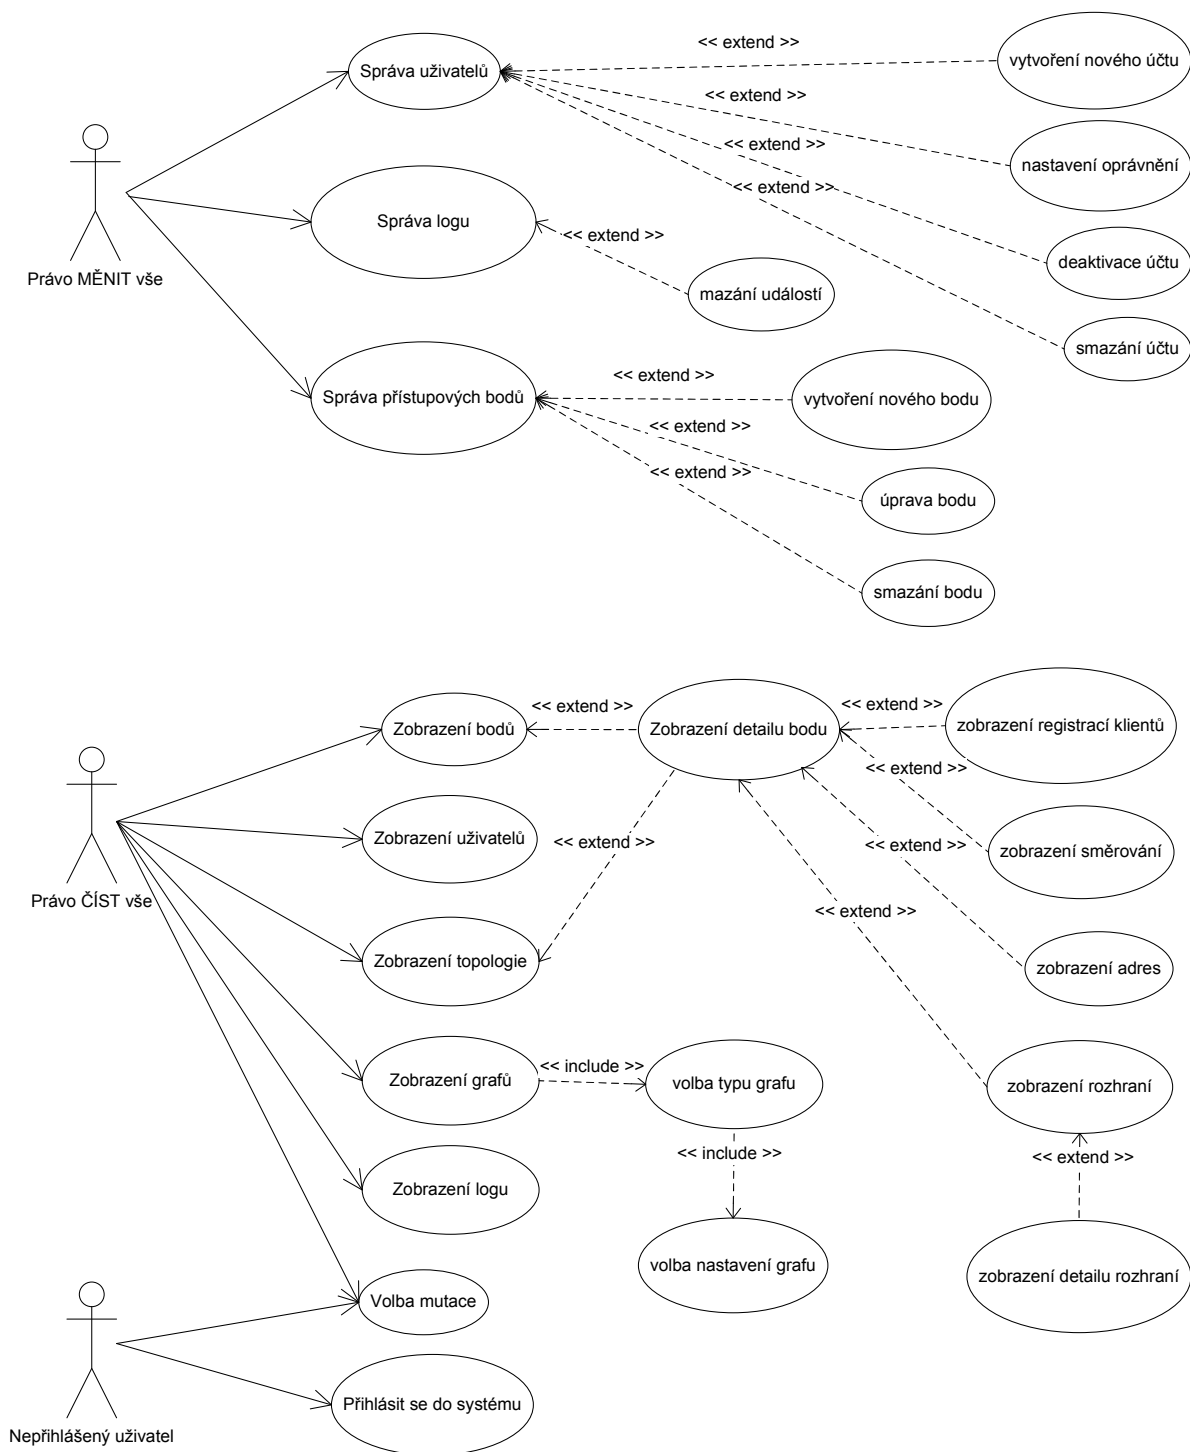 << extend >>
vytvoření nového účtu
Správa uživatelů
<< extend >>
<< extend >>
nastavení oprávnění
<< extend >>
Správa logu
<< extend >>
deaktivace účtu
Právo MĚNIT vše
mazání událostí
smazání účtu
<< extend >>
Správa přístupových bodů
vytvoření nového bodu
<< extend >>
<< extend >>
úprava bodu
smazání bodu
<< extend >>
<< extend >>
Zobrazení bodů
Zobrazení detailu bodu
zobrazení registrací klientů
<< extend >>
Zobrazení uživatelů
<< extend >>
<< extend >>
zobrazení směrování
Právo ČÍST vše
<< extend >>
Zobrazení topologie
zobrazení adres
<< include >>
Zobrazení grafů
volba typu grafu
zobrazení rozhraní
<< include >>
<< extend >>
Zobrazení logu
volba nastavení grafu
zobrazení detailu rozhraní
Volba mutace
Přihlásit se do systému
Nepřihlášený uživatel